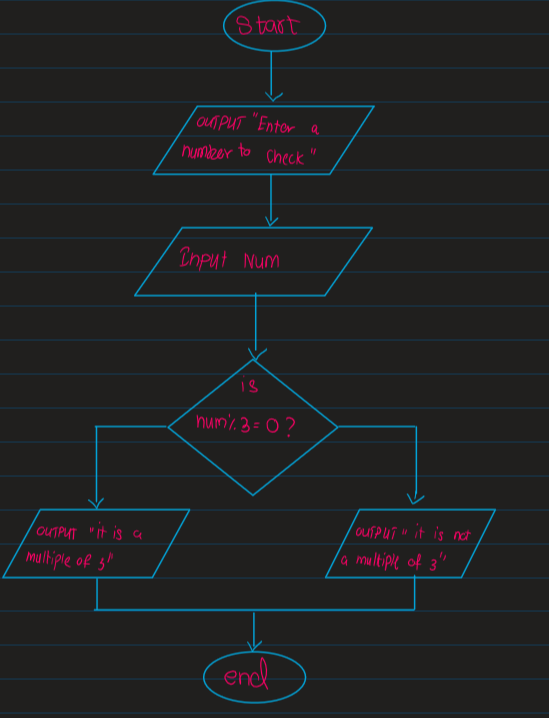 Start
OUTPUT "Enter a
number to check"
Input Num
is
num%3=0?
OUTPUT "it is a
multiple of 3"
OUTPUT "it is not
a multiple of 3"
end